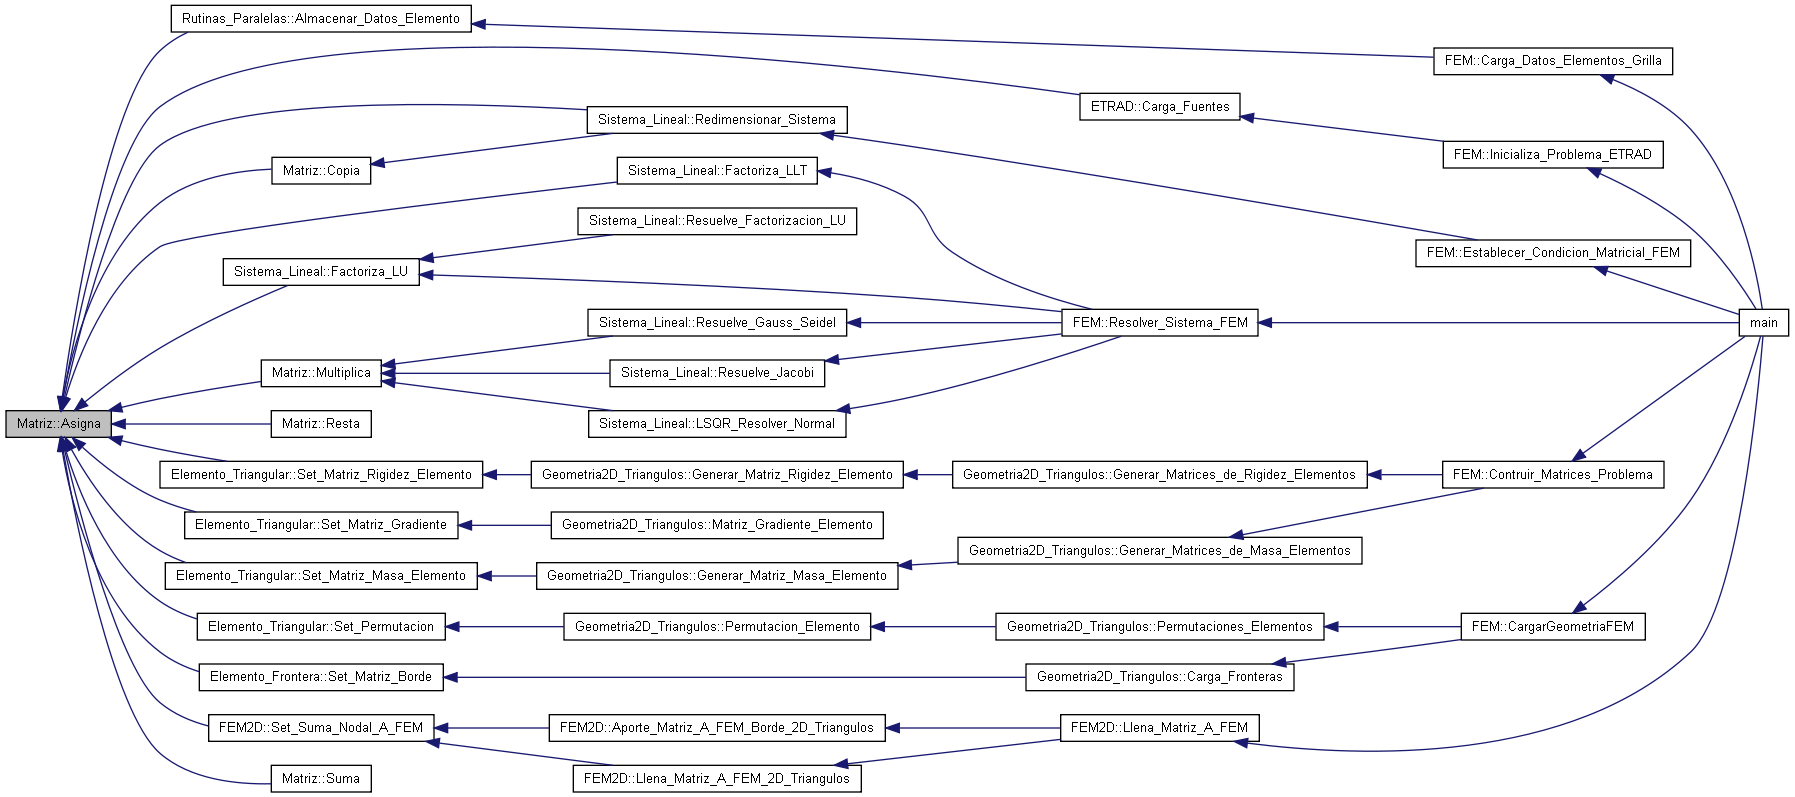 Rutinas_Paralelas::Almacenar_Datos_Elemento
FEM::Carga_Datos_Elementos_Grilla
ETRAD::Carga_Fuentes
Sistema_Lineal::Redimensionar_Sistema
FEM::Inicializa_Problema_ETRAD
Matriz::Copia
Sistema_Lineal::Factoriza_LLT
Sistema_Lineal::Resuelve_Factorizacion_LU
FEM::Establecer_Condicion_Matricial_FEM
Sistema_Lineal::Factoriza_LU
Sistema_Lineal::Resuelve_Gauss_Seidel
FEM::Resolver_Sistema_FEM
main
Matriz::Multiplica
Sistema_Lineal::Resuelve_Jacobi
Matriz::Asigna
Matriz::Resta
Sistema_Lineal::LSQR_Resolver_Normal
Elemento_Triangular::Set_Matriz_Rigidez_Elemento
Geometria2D_Triangulos::Generar_Matriz_Rigidez_Elemento
Geometria2D_Triangulos::Generar_Matrices_de_Rigidez_Elementos
FEM::Contruir_Matrices_Problema
Elemento_Triangular::Set_Matriz_Gradiente
Geometria2D_Triangulos::Matriz_Gradiente_Elemento
Geometria2D_Triangulos::Generar_Matrices_de_Masa_Elementos
Elemento_Triangular::Set_Matriz_Masa_Elemento
Geometria2D_Triangulos::Generar_Matriz_Masa_Elemento
Elemento_Triangular::Set_Permutacion
Geometria2D_Triangulos::Permutacion_Elemento
Geometria2D_Triangulos::Permutaciones_Elementos
FEM::CargarGeometriaFEM
Elemento_Frontera::Set_Matriz_Borde
Geometria2D_Triangulos::Carga_Fronteras
FEM2D::Set_Suma_Nodal_A_FEM
FEM2D::Aporte_Matriz_A_FEM_Borde_2D_Triangulos
FEM2D::Llena_Matriz_A_FEM
Matriz::Suma
FEM2D::Llena_Matriz_A_FEM_2D_Triangulos